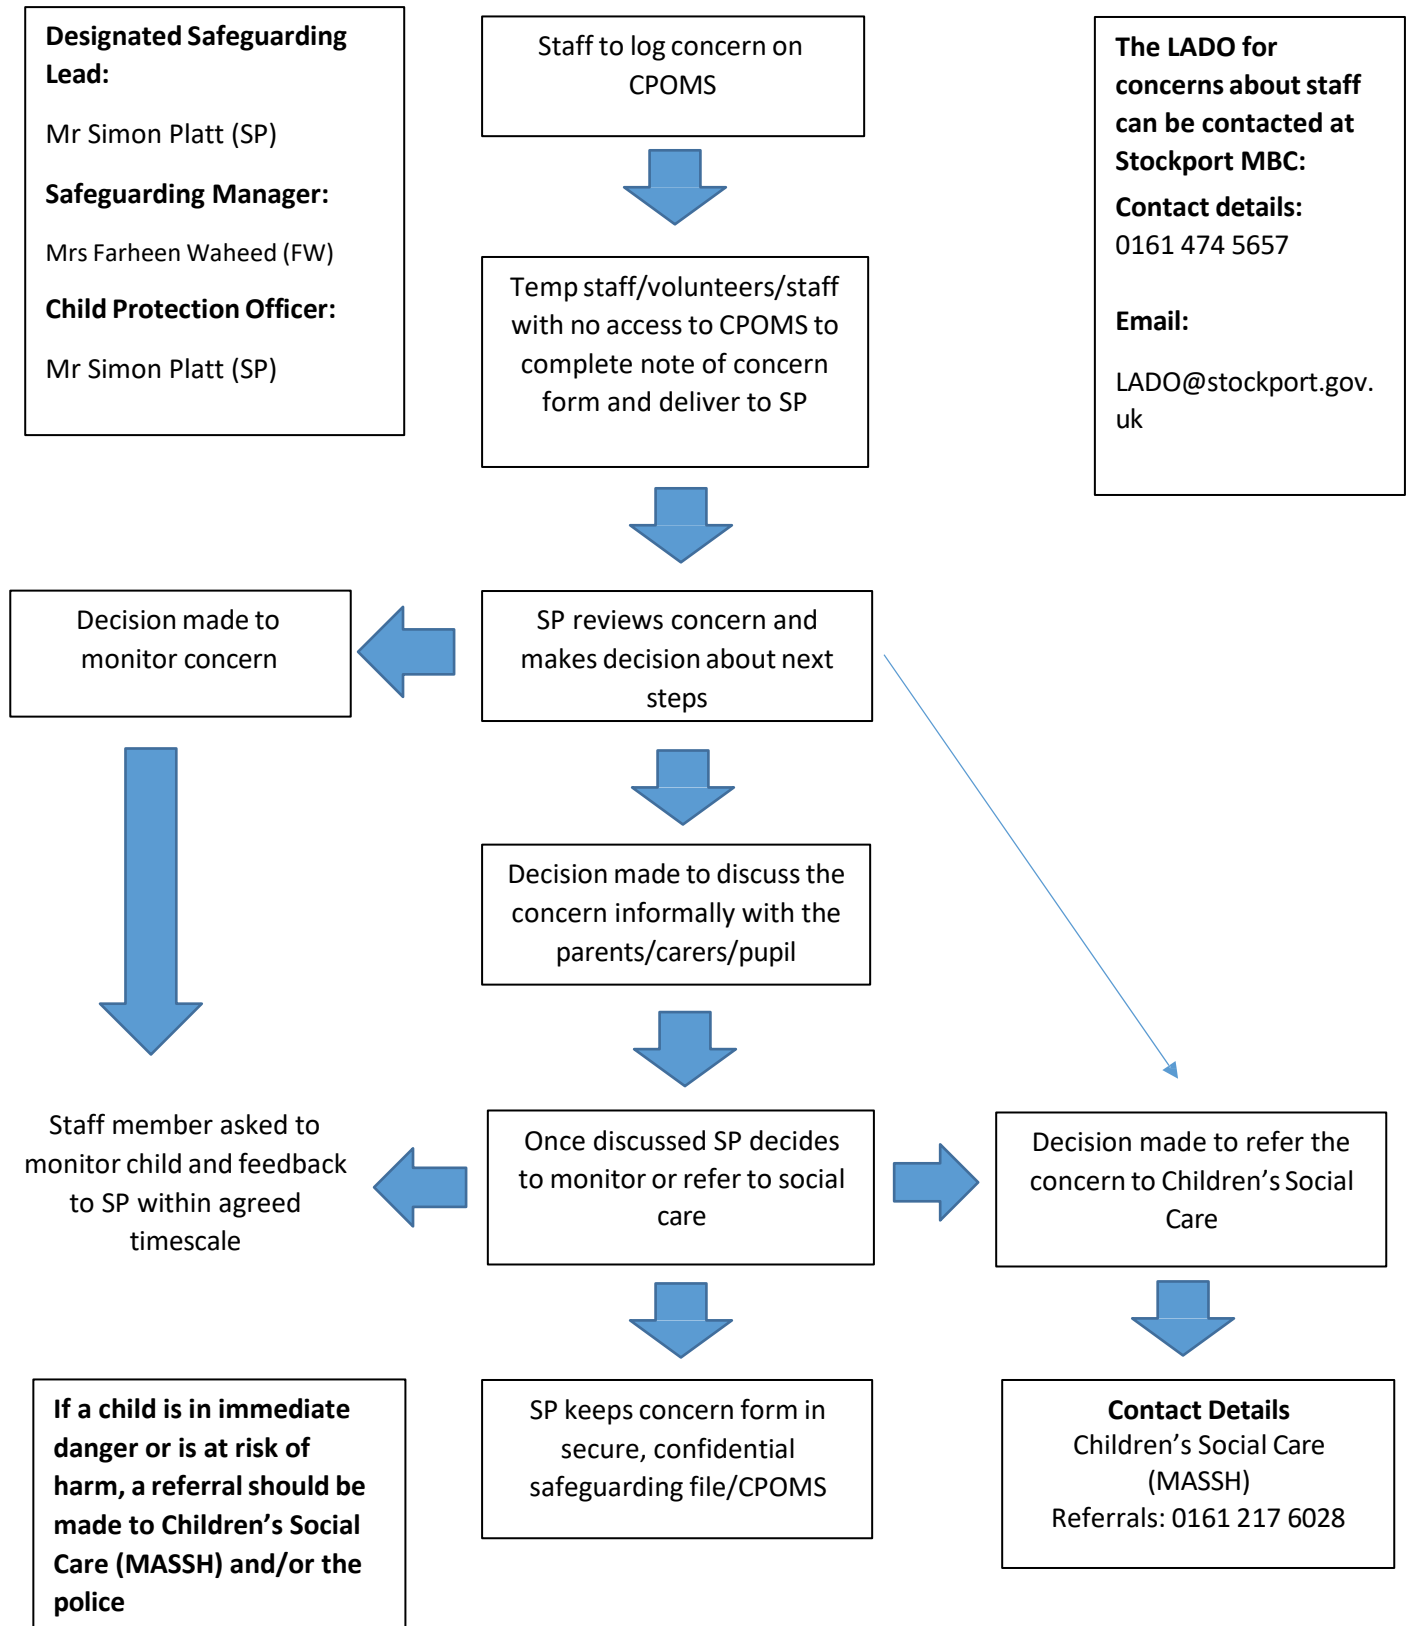 Designated Safeguarding
Lead:
Mr Simon Platt (SP)
Safeguarding Manager:
Mrs Farheen Waheed (FW)
Child Protection Officer:
Mr Simon Platt (SP)
Staff to log concern on
CPOMS
The LADO for
concerns about staff
can be contacted at
Stockport MBC:
Contact details:
0161 474 5657
Email:
LADO@stockport.gov.
uk
Temp staff/volunteers/staff
with no access to CPOMS to
complete note of concern
form and deliver to SP
Decision made to
monitor concern
SP reviews concern and
makes decision about next
steps
Decision made to discuss the
concern informally with the
parents/carers/pupil
Staff member asked to
monitor child and feedback
to SP within agreed
timescale
Once discussed SP decides
to monitor or refer to social
care
Decision made to refer the
concern to Children’s Social
Care
If a child is in immediate
danger or is at risk of
harm, a referral should be
made to Children’s Social
Care (MASSH) and/or the
police
SP keeps concern form in
secure, confidential
safeguarding file/CPOMS
Contact Details
Children’s Social Care
(MASSH)
Referrals: 0161 217 6028